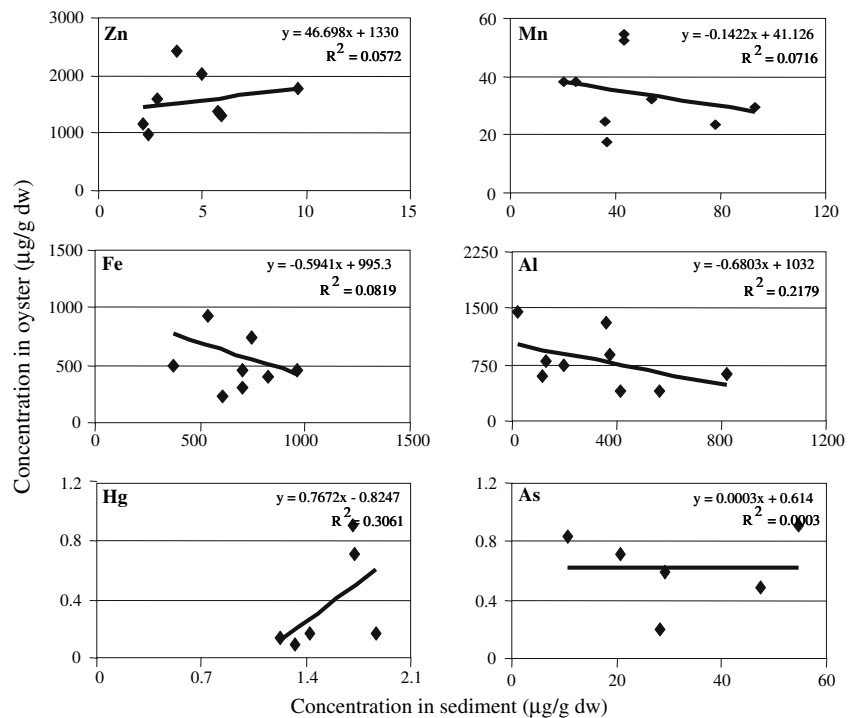 Concentration in oyster (µg/g dw)
Zn
y = 46.698x + 1330
R2 = 0.0572
3000
2000
1000
0
0 5 10 15
Mn
y = -0.1422x + 41.126
R2 = 0.0716
60
40
20
0
0 40 80 120
Fe
y = -0.5941x + 995.3
R2 = 0.0819
1500
1000
500
0
0 500 1000 1500
Al
y = -0.6803x + 1032
R2 = 0.2179
2250
1500
750
0
0 400 800 1200
Hg
y = 0.7672x - 0.8247
R2 = 0.3061
1.2
0.8
0.4
0
0 0.7 1.4 2.1
As
y = 0.0003x + 0.614
R2 = 0.0003
1.2
0.8
0.4
0
0 20 40 60
Concentration in sediment (µg/g dw)